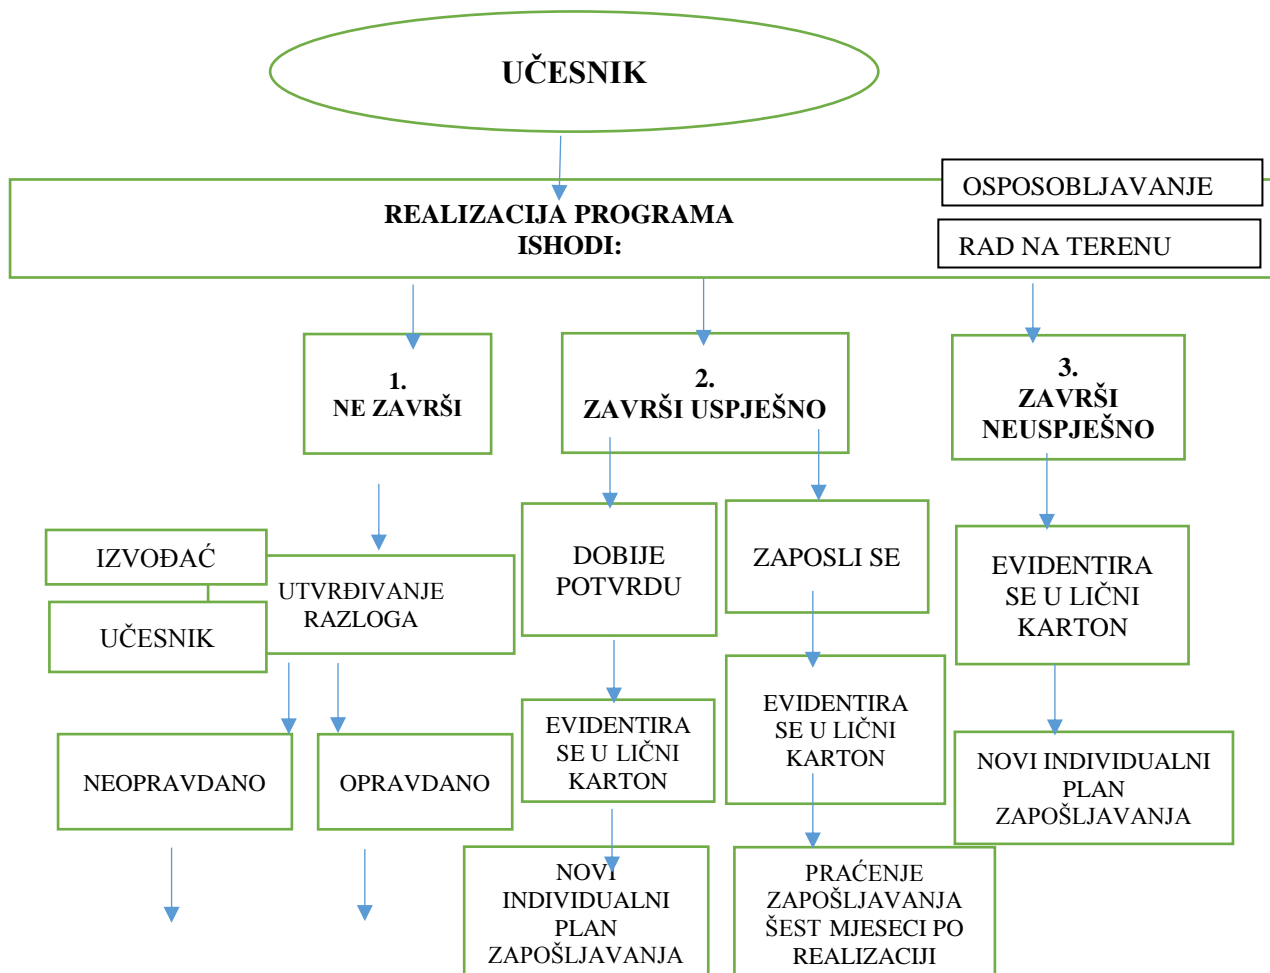 UČESNIK
OSPOSOBLJAVANJE
REALIZACIJA PROGRAMA
ISHODI:
RAD NA TERENU
1.
NE ZAVRŠI
2.
ZAVRŠI USPJEŠNO
3.
ZAVRŠI
NEUSPJEŠNO
IZVOĐAĆ
UČESNIK
UTVRĐIVANJE
RAZLOGA
DOBIJE
POTVRDU
ZAPOSLI SE
EVIDENTIRA
SE U LIČNI
KARTON
NEOPRAVDANO
OPRAVDANO
EVIDENTIRA
SE U LIČNI
KARTON
EVIDENTIRA
SE U LIČNI
KARTON
NOVI INDIVIDUALNI
PLAN
ZAPOŠLJAVANJA
NOVI
INDIVIDUALNI
PLAN
ZAPOŠLJAVANJA
PRAĆENJE
ZAPOŠLJAVANJA
ŠEST MJESECI PO
REALIZACIJI